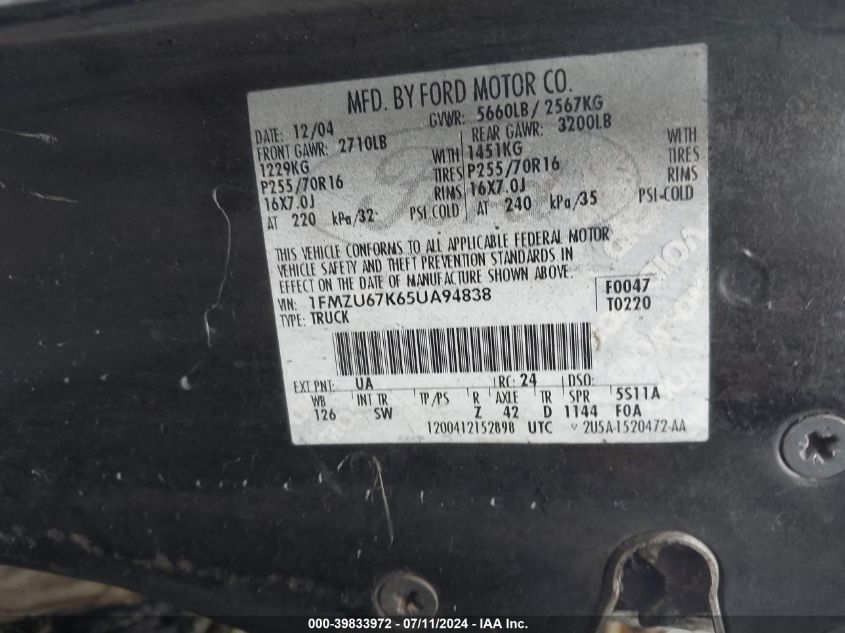 MFD. BY FORD MOTOR CO.
DATE: 12/04 GVWR: 5660LB / 2567KG
FRONT GAWR: 2710LB REAR GAWR: 3200LB
1229KG WITH 1451KG WITH
P255/70R16 TIRES P255/70R16 TIRES
16X7.0J RIMS 16X7.0J RIMS
AT 220 kPa/32 PSI-COLD AT 240 kPa/35 PSI-COLD
THIS VEHICLE CONFORMS TO ALL APPLICABLE FEDERAL MOTOR
VEHICLE SAFETY AND THEFT PREVENTION STANDARDS IN
EFFECT ON THE DATE OF MANUFACTURE SHOWN ABOVE.
VIN: 1FMZU67K65UA94838 F0047
TYPE: TRUCK T0220
EXT PNT: UA RC: 24 DSO:
WB INT TR TP/PS R AXLE TR SPR 5S11A
126 SW Z 42 D 1144 F0A
1200412152898 UTC 2U5A-1520472-AA
000-39833972 - 07/11/2024 - IAA Inc.